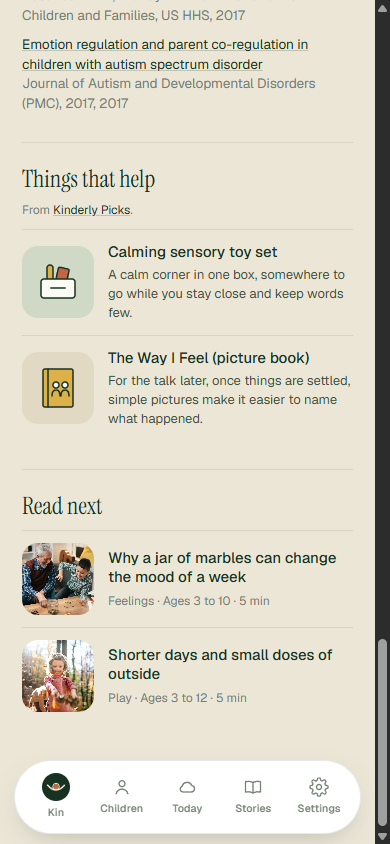 Children and Families, US HHS, 2017
Emotion regulation and parent co-regulation in
children with autism spectrum disorder
Journal of Autism and Developmental Disorders
(PMC), 2017, 2017
Things that help
From Kinderly Picks.
Calming sensory toy set
A calm corner in one box, somewhere to
go while you stay close and keep words
few.
The Way I Feel (picture book)
For the talk later, once things are settled,
simple pictures make it easier to name
what happened.
Read next
Why a jar of marbles can change
the mood of a week
Feelings · Ages 3 to 10 · 5 min
Shorter days and small doses of
outside
Play · Ages 3 to 12 · 5 min
Kin
Children
Today
Stories
Settings